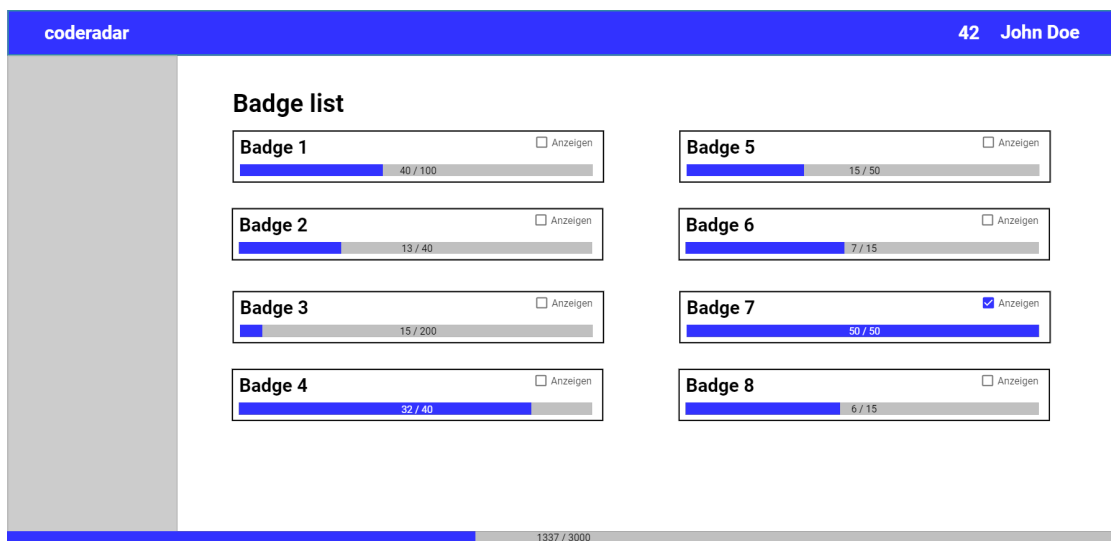 coderadar
42 John Doe
Badge list
Badge 1
Anzeigen
40 / 100
Badge 5
Anzeigen
15 / 50
Badge 2
Anzeigen
13 / 40
Badge 6
Anzeigen
7 / 15
Badge 3
Anzeigen
15 / 200
Badge 7
Anzeigen
50 / 50
Badge 4
Anzeigen
32 / 40
Badge 8
Anzeigen
6 / 15
1337 / 3000